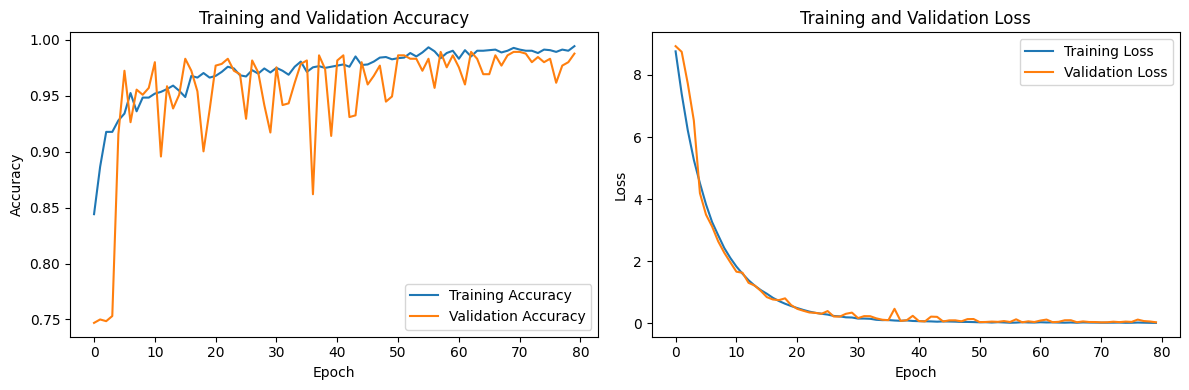 Training and Validation Accuracy
1.00
0.95
0.90
0.85
0.80
0.75
Accuracy
Training Accuracy
Validation Accuracy
0 10 20 30 40 50 60 70 80
Epoch
Training and Validation Loss
8
6
4
2
0
Loss
Training Loss
Validation Loss
0 10 20 30 40 50 60 70 80
Epoch